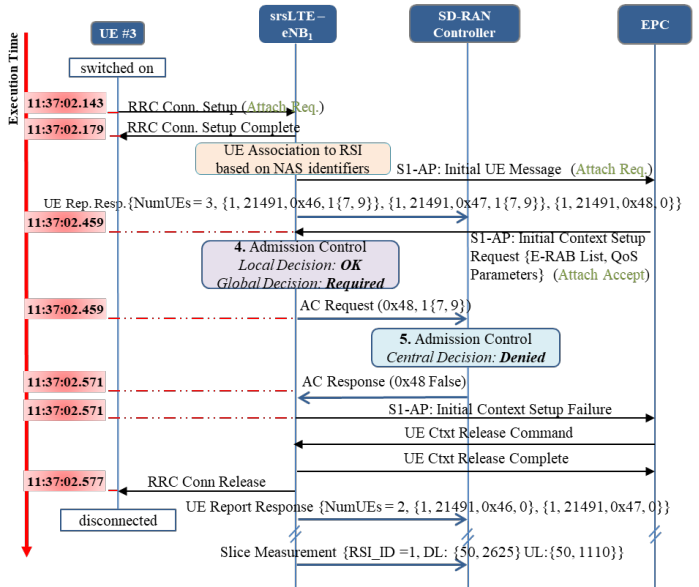 Execution Time
UE #3
srsLTE –
eNB1
SD-RAN
Controller
EPC
switched on
11:37:02.143
RRC Conn. Setup (Attach Req.)
11:37:02.179
RRC Conn. Setup Complete
UE Association to RSI
based on NAS identifiers
S1-AP: Initial UE Message (Attach Req.)
UE Rep. Resp.{NumUEs = 3, {1, 21491, 0x46, 1{7, 9}}, {1, 21491, 0x47, 1{7, 9}}, {1, 21491, 0x48, 0}}
11:37:02.459
S1-AP: Initial Context Setup
Request {E-RAB List, QoS
Parameters} (Attach Accept)
4. Admission Control
Local Decision: OK
Global Decision: Required
11:37:02.459
AC Request (0x48, 1{7, 9})
5. Admission Control
Central Decision: Denied
11:37:02.571
AC Response (0x48 False)
11:37:02.571
S1-AP: Initial Context Setup Failure
UE Ctxt Release Command
UE Ctxt Release Complete
11:37:02.577
RRC Conn Release
UE Report Response {NumUEs = 2, {1, 21491, 0x46, 0}, {1, 21491, 0x47, 0}}
disconnected
Slice Measurement {RSI_ID =1, DL: {50, 2625} UL:{50, 1110}}